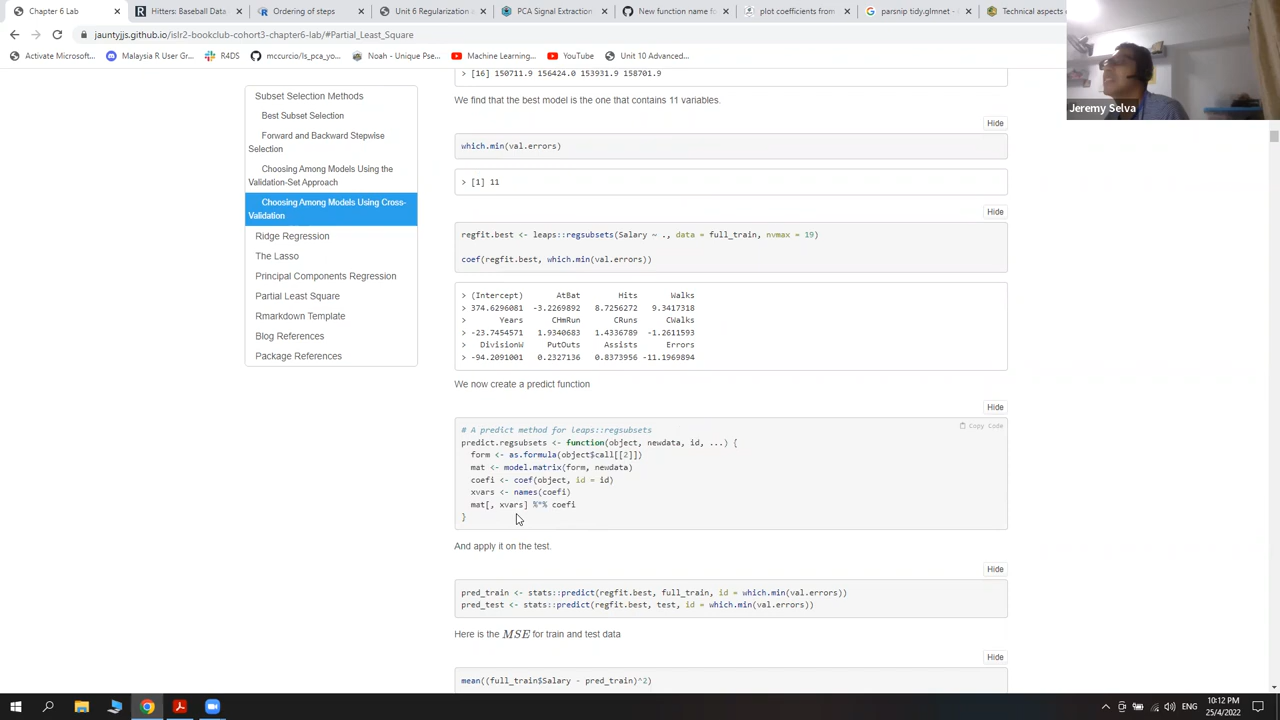 Chapter 6 Lab
Hitters: Baseball Dat
Ordering of steps
Unit 6 Regularization
PCA Signal Extraction
New function name fo
plot coefficients from
parsnip tidy.glmnet -
Technical aspects
jauntyjjs.github.io/islr2-bookclub-cohort3-chapter6-lab/#Partial_Least_Square
Activate Microsoft...
Malaysia R User Gr...
R4DS
mccurcio/ls_pca_yo...
Noah - Unique Pse...
Machine Learning...
YouTube
Unit 10 Advanced...
Jeremy Selva
Subset Selection Methods
Best Subset Selection
Forward and Backward Stepwise
Selection
Choosing Among Models Using the
Validation-Set Approach
Choosing Among Models Using Cross-
Validation
Ridge Regression
The Lasso
Principal Components Regression
Partial Least Square
Rmarkdown Template
Blog References
Package References
> [16] 150711.9 156424.0 153931.9 158701.9
We find that the best model is the one that contains 11 variables.
Hide
which.min(val.errors)
> [1] 11
Hide
regfit.best <- leaps::regsubsets(Salary ~ ., data = full_train, nvmax = 19)
coef(regfit.best, which.min(val.errors))
> (Intercept) AtBat Hits Walks
> 374.6296081 -3.2269892 8.7256272 9.3417318
> Years CHmRun CRuns CWalks
> -23.7454571 1.9340683 1.4336789 -1.2611593
> DivisionW PutOuts Assists Errors
> -94.2091001 0.2327136 0.8373956 -11.1969894
We now create a predict function
Hide
Copy Code
# A predict method for leaps::regsubsets
predict.regsubsets <- function(object, newdata, id, ...) {
form <- as.formula(object$call[[2]])
mat <- model.matrix(form, newdata)
coefi <- coef(object, id = id)
xvars <- names(coefi)
mat[, xvars] %*% coefi
}
And apply it on the test.
Hide
pred_train <- stats::predict(regfit.best, full_train, id = which.min(val.errors))
pred_test <- stats::predict(regfit.best, test, id = which.min(val.errors))
Here is the MSE for train and test data
Hide
mean((full_train$Salary - pred_train)^2)
ENG
10:12 PM
25/4/2022